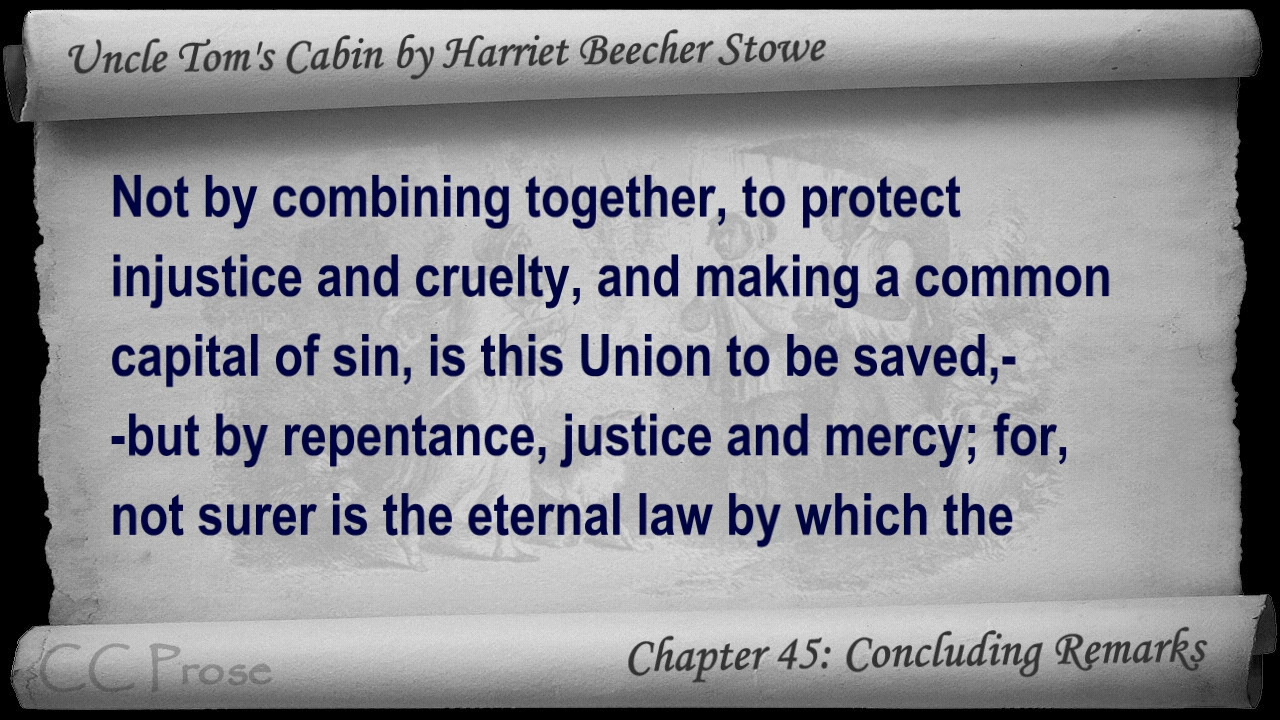 Uncle Tom's Cabin by Harriet Beecher Stowe
Not by combining together, to protect
injustice and cruelty, and making a common
capital of sin, is this Union to be saved,-
-but by repentance, justice and mercy; for,
not surer is the eternal law by which the
CC Prose
Chapter 45: Concluding Remarks